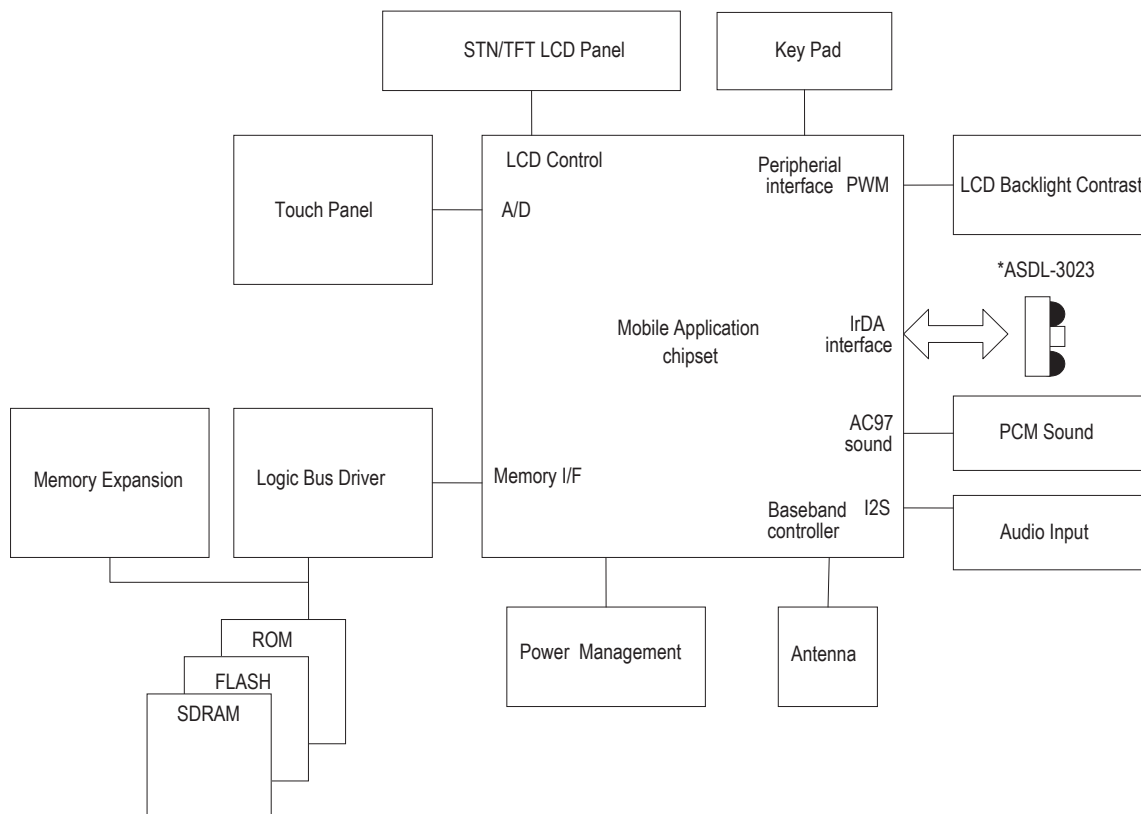 STN/TFT LCD Panel
Key Pad
LCD Control
Peripherial
interface
PWM
LCD Backlight Contrast
Touch Panel
A/D
*ASDL-3023
Mobile Application
chipset
IrDA
interface
AC97
sound
PCM Sound
Memory Expansion
Logic Bus Driver
Memory I/F
Baseband
controller
I2S
Audio Input
ROM
FLASH
SDRAM
Power Management
Antenna